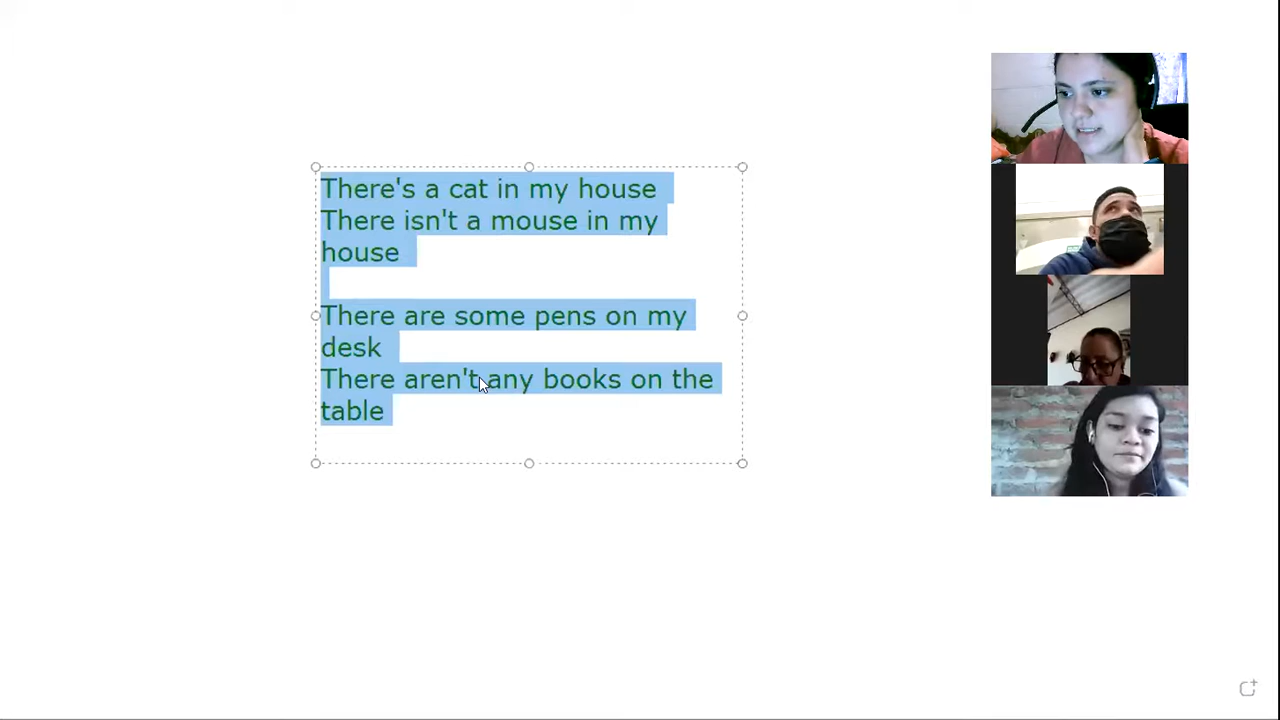 There's a cat in my house
There isn't a mouse in my
house
There are some pens on my
desk
There aren't any books on the
table